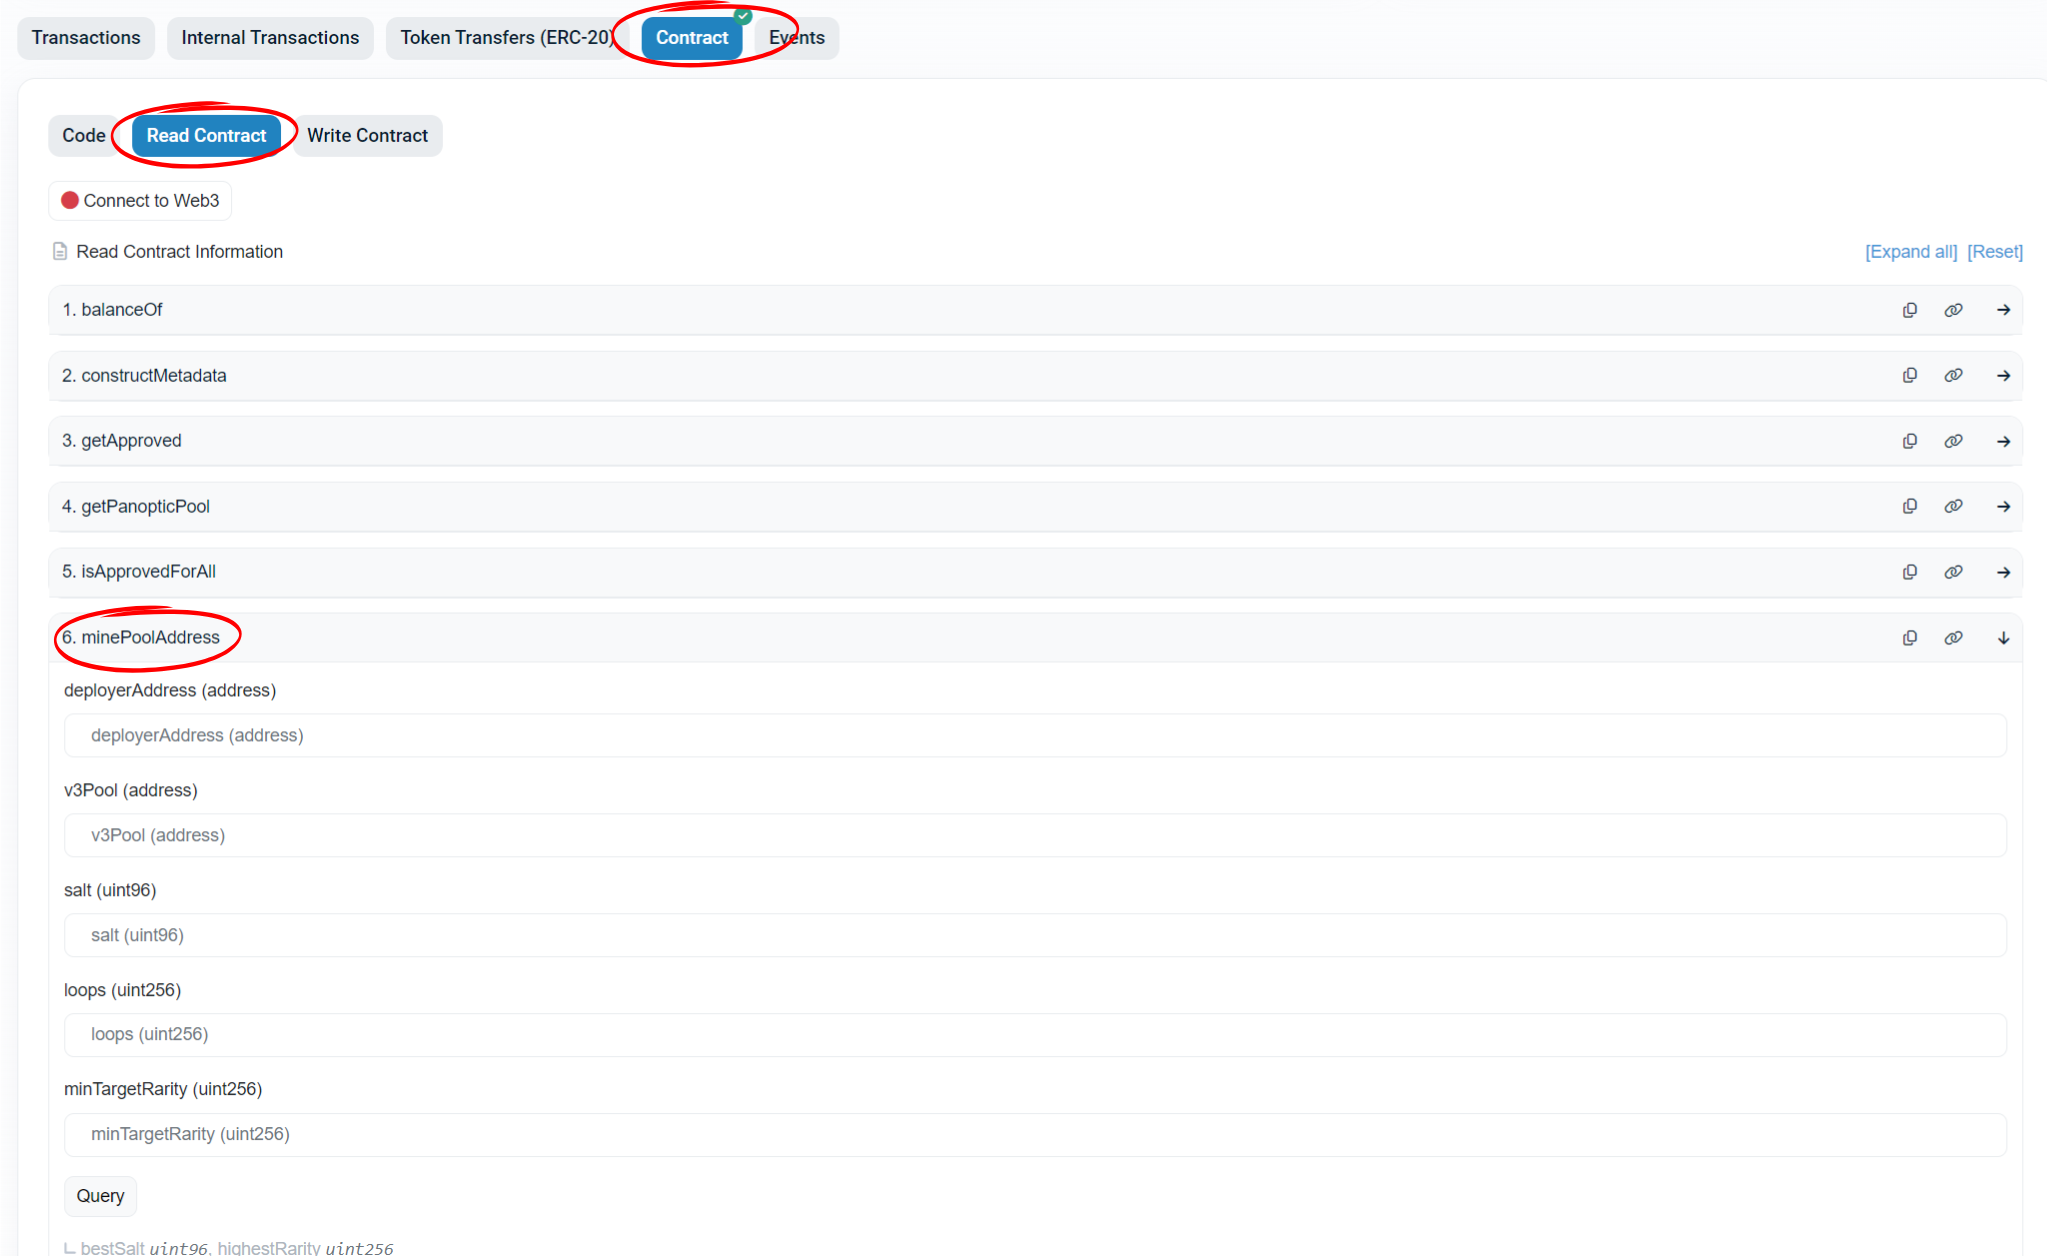 Transactions Internal Transactions Token Transfers (ERC-20) Contract Events
Code Read Contract Write Contract
Connect to Web3
Read Contract Information [Expand all] [Reset]
1. balanceOf
2. constructMetadata
3. getApproved
4. getPanopticPool
5. isApprovedForAll
6. minePoolAddress
deployerAddress (address)
deployerAddress (address)
v3Pool (address)
v3Pool (address)
salt (uint96)
salt (uint96)
loops (uint256)
loops (uint256)
minTargetRarity (uint256)
minTargetRarity (uint256)
Query
bestSalt uint96, highestRarity uint256